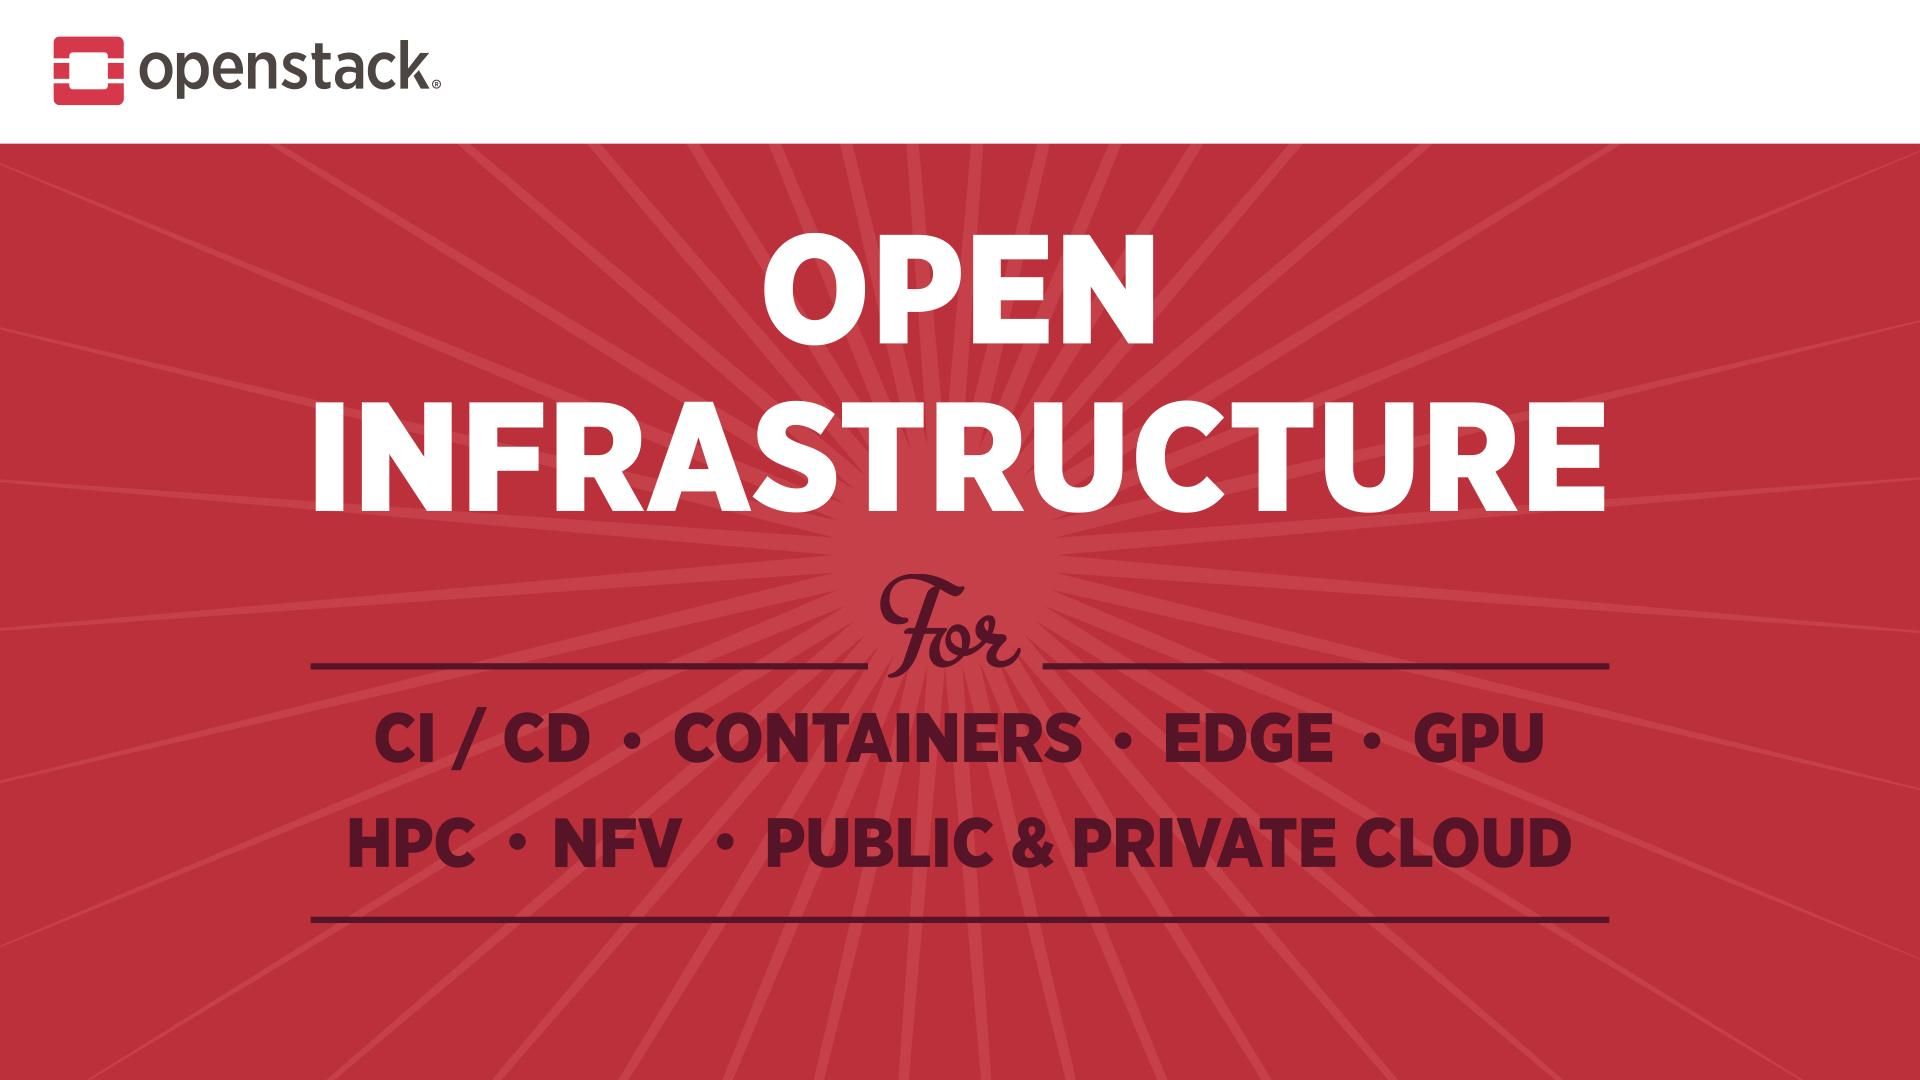 openstack®
OPEN
INFRASTRUCTURE
For
CI / CD • CONTAINERS • EDGE • GPU
HPC • NFV • PUBLIC & PRIVATE CLOUD